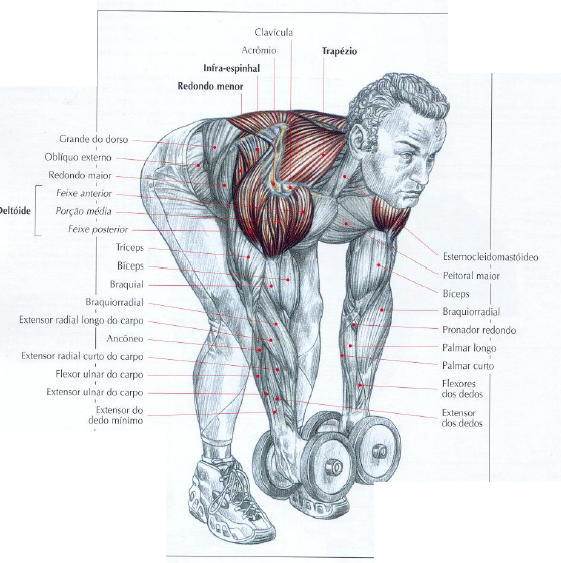 Clavícula
Acrômio
Trapézio
Infra-espinhal
Redondo menor
Grande do dorso
Oblíquo externo
Redondo maior
Feixe anterior
Deltóide
Porção média
Feixe posterior
Tríceps
Bíceps
Braquial
Braquiorradial
Extensor radial longo do carpo
Ancôneo
Extensor radial curto do carpo
Flexor ulnar do carpo
Extensor ulnar do carpo
Extensor do
dedo mínimo
Esternocleidomastóideo
Peitoral maior
Bíceps
Braquiorradial
Pronador redondo
Palmar longo
Palmar curto
Flexores
dos dedos
Extensor
dos dedos